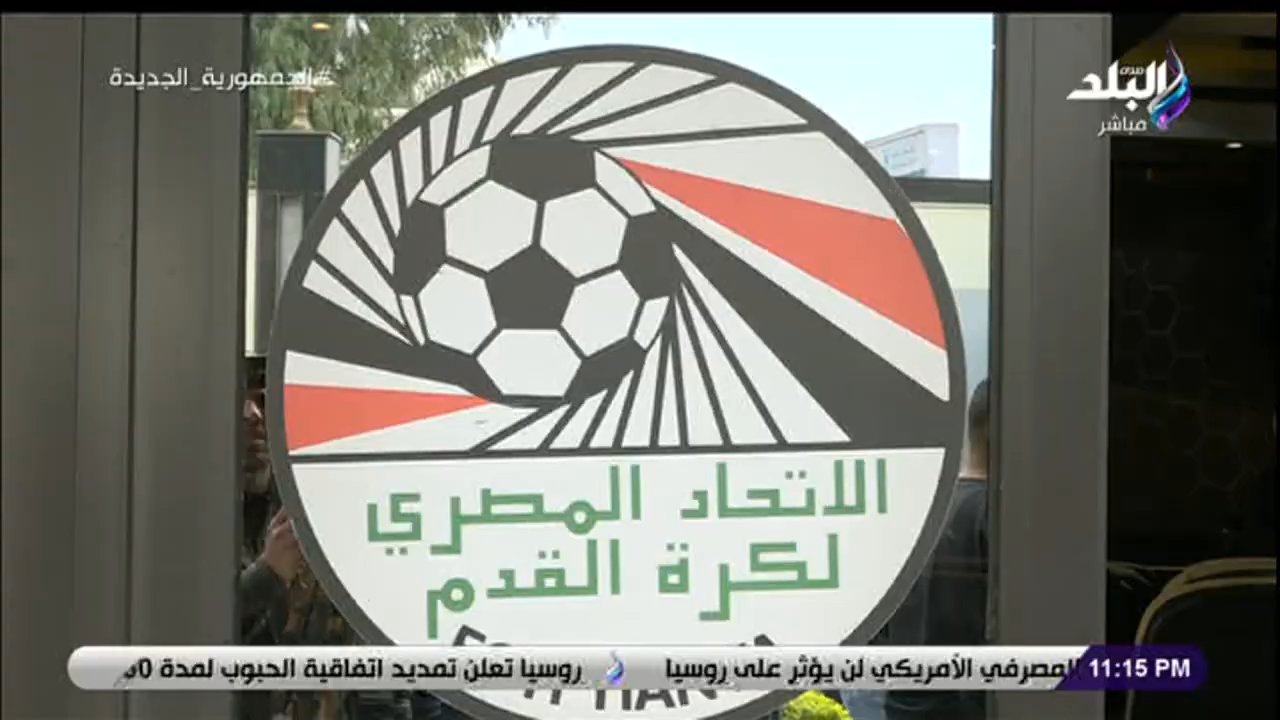 #الجمهورية_الجديدة
صدى
البلد
مباشر
الاتحاد المصري
لكرة القدم
11:15 PM
المصرفي الأمريكي لن يؤثر على روسيا
روسيا تعلن تمديد اتفاقية الحبوب لمدة